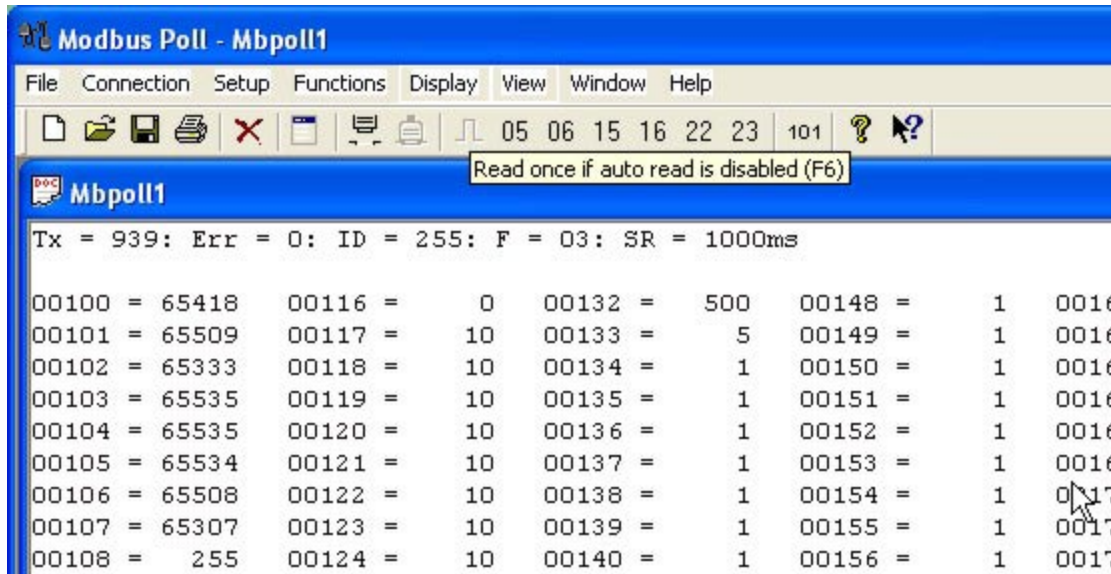 Modbus Poll - Mbpoll1
File Connection Setup Functions Display View Window Help
05 06 15 16 22 23 101
Read once if auto read is disabled (F6)
DOC
Mbpoll1
Tx = 939: Err = 0: ID = 255: F = 03: SR = 1000ms
00100 = 65418 00116 = 0 00132 = 500 00148 = 1
00101 = 65509 00117 = 10 00133 = 5 00149 = 1
00102 = 65333 00118 = 10 00134 = 1 00150 = 1
00103 = 65535 00119 = 10 00135 = 1 00151 = 1
00104 = 65535 00120 = 10 00136 = 1 00152 = 1
00105 = 65534 00121 = 10 00137 = 1 00153 = 1
00106 = 65508 00122 = 10 00138 = 1 00154 = 1
00107 = 65307 00123 = 10 00139 = 1 00155 = 1
00108 = 255 00124 = 10 00140 = 1 00156 = 1